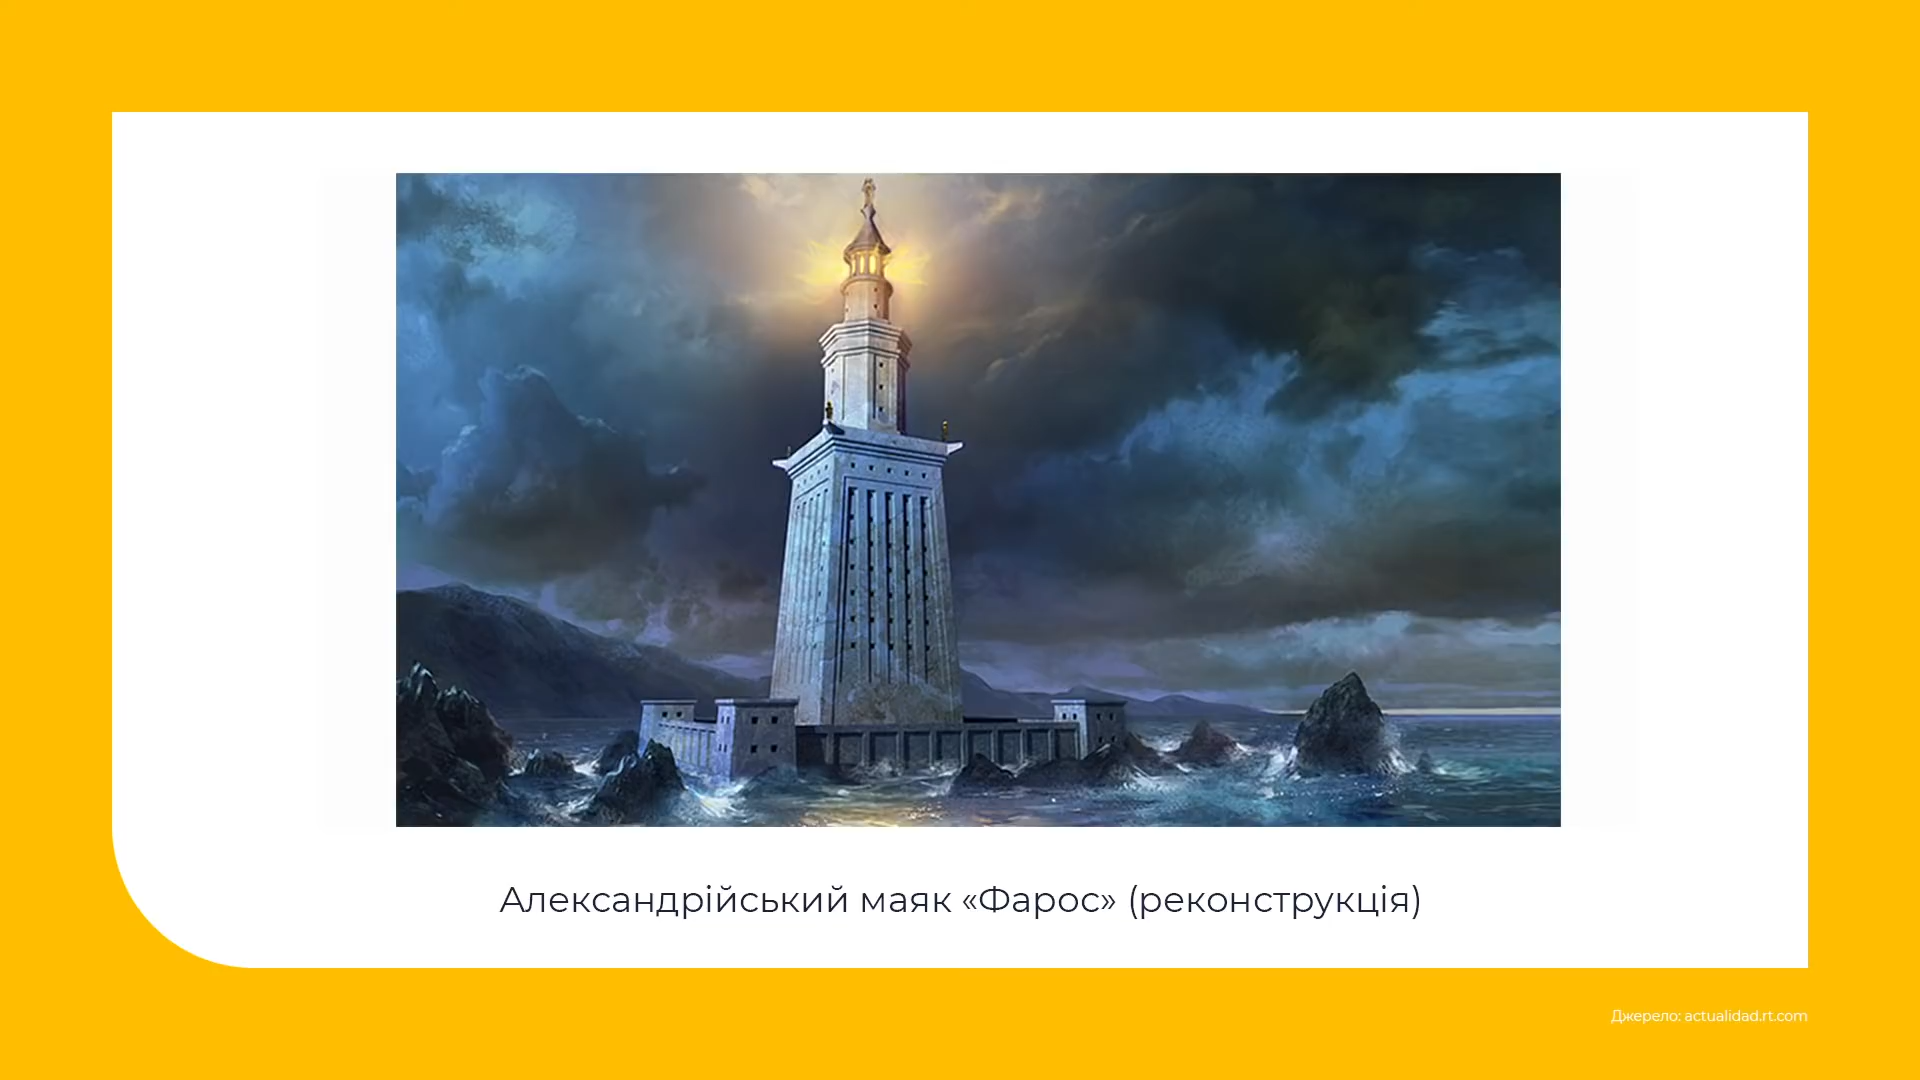 Александрійський маяк «Фарос» (реконструкція)
Джерело: actualidad.rt.com